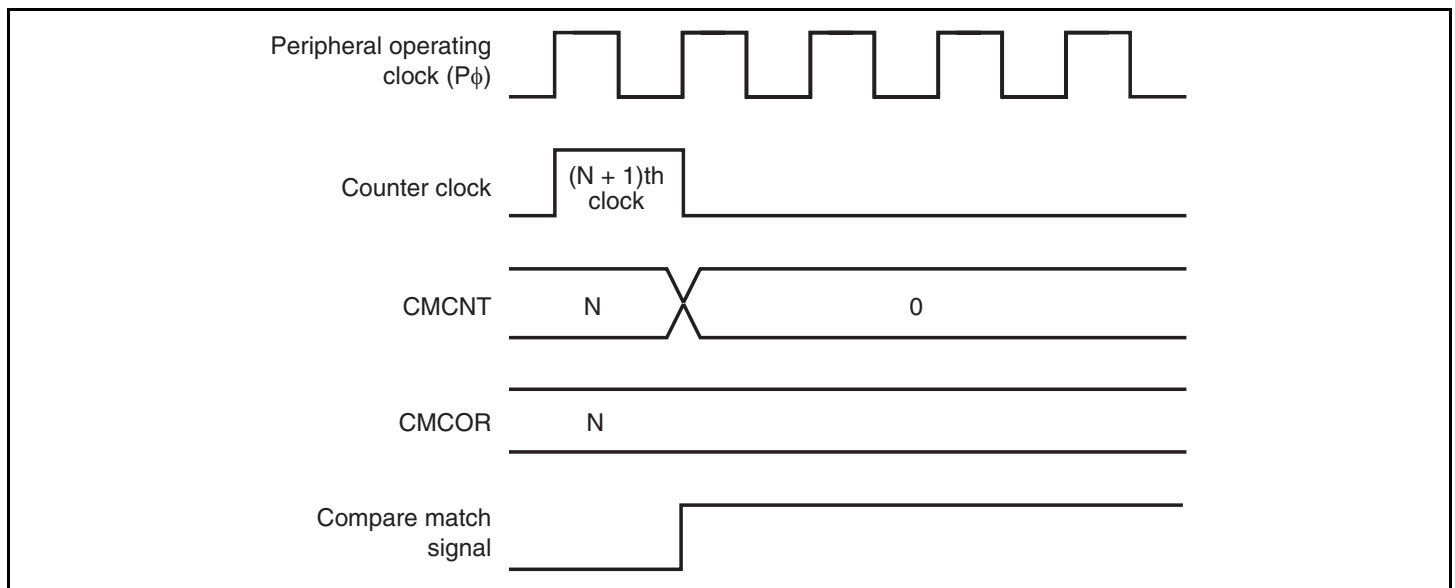 Peripheral operating
clock (Pϕ)
Counter clock
(N + 1)th
clock
CMCNT
N
0
CMCOR
N
Compare match
signal